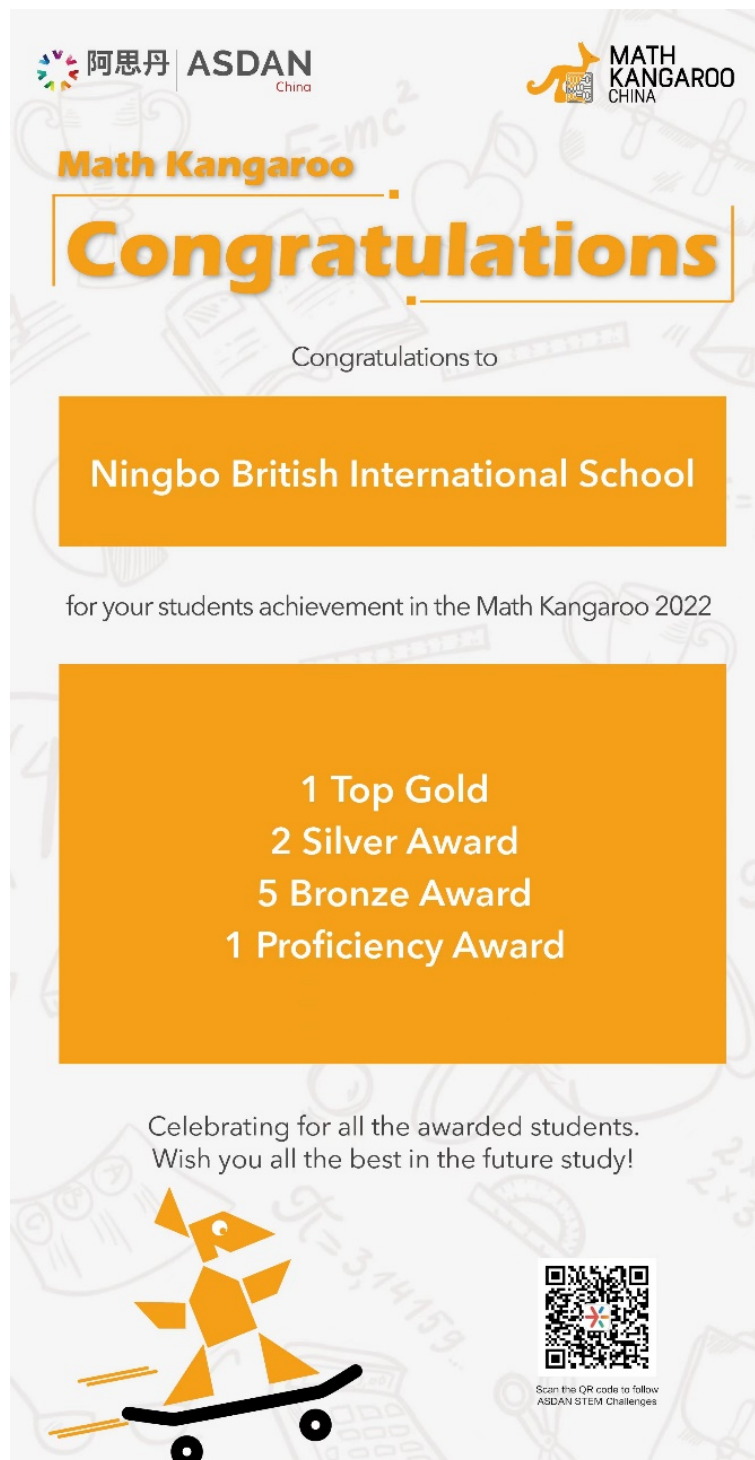 阿思丹 ASDAN
China
MATH
KANGAROO
CHINA
Math Kangaroo
Congratulations
Congratulations to
Ningbo British International School
for your students achievement in the Math Kangaroo 2022
1 Top Gold
2 Silver Award
5 Bronze Award
1 Proficiency Award
Celebrating for all the awarded students.
Wish you all the best in the future study!
Scan the QR code to follow
ASDAN STEM Challenges
E=mc²
π=3,14159...